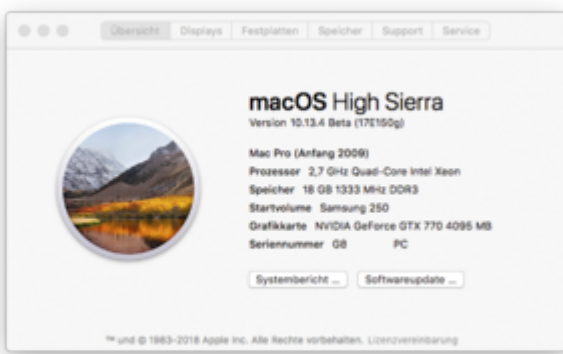 Übersicht Displays Festplatten Speicher Support Service
macOS High Sierra
Version 10.13.4 Beta (17E150g)
Mac Pro (Anfang 2009)
Prozessor 2,7 GHz Quad-Core Intel Xeon
Speicher 18 GB 1333 MHz DDR3
Startvolume Samsung 250
Grafikkarte NVIDIA GeForce GTX 770 4095 MB
Seriennummer G8 PC
Systembericht ... Softwareupdate ...
™ und © 1983-2018 Apple Inc. Alle Rechte vorbehalten. Lizenzvereinbarung